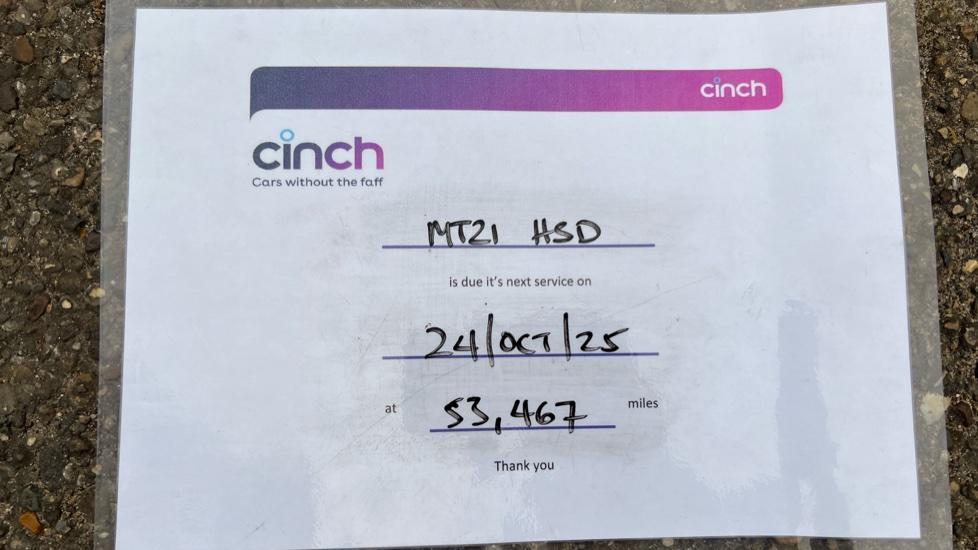 cinch
cinch
Cars without the faff
MT21 HSD
is due it's next service on
24/OCT/25
at 53,467 miles
Thank you